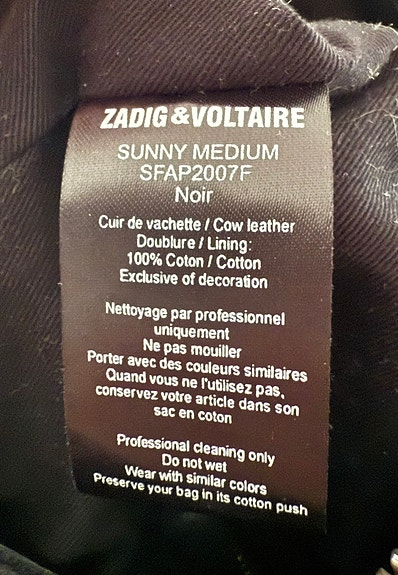 ZADIG & VOLTAIRE
SUNNY MEDIUM
SFAP2007F
Noir
Cuir de vachette / Cow leather
Doublure / Lining:
100% Coton / Cotton
Exclusive of decoration
Nettoyage par professionnel
uniquement
Ne pas mouiller
Porter avec des couleurs similaires
Quand vous ne l'utilisez pas,
conservez votre article dans son
sac en coton
Professional cleaning only
Do not wet
Wear with similar colors
Preserve your bag in its cotton push